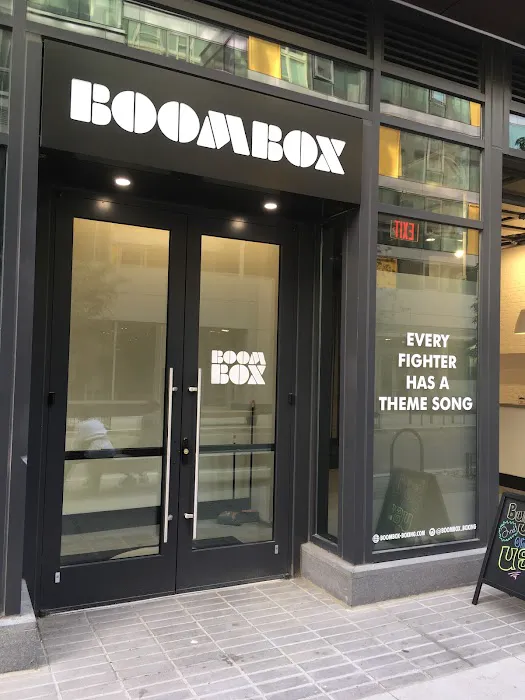 BOOMBOX
EXIT
BOOM
BOX
EVERY
FIGHTER
HAS A
THEME SONG
BOOMBOX-BOXING.COM @BOOMBOX_BOXING